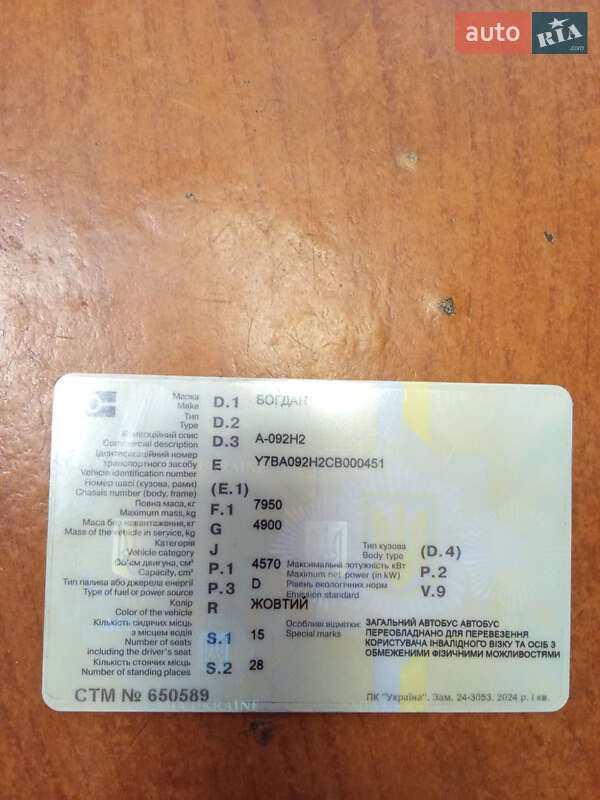 auto RIA .com
Марка
Make D.1 БОГДАН
Тип
Type D.2
Комерційний опис
Commercial description D.3 А-092Н2
Ідентифікаційний номер
транспортного засобу E Y7BA092H2CB000451
Vehicle identification number
Номер шасі (кузова, рами) (E.1)
Chassis number (body, frame)
Повна маса, кг F.1 7950
Maximum mass, kg
Маса без навантаження, кг G 4900
Mass of the vehicle in service, kg
Категорія J Тип кузова (D.4)
Vehicle category Body type
Об'єм двигуна, см³ P.1 4570 Максимальна потужність кВт P.2
Capacity, cm³ Maximum net power (in kW)
Тип палива або джерела енергії P.3 D Рівень екологічних норм V.9
Type of fuel or power source Emission standard
Колір R ЖОВТИЙ
Color of the vehicle
Кількість сидячих місць Особливі відмітки: ЗАГАЛЬНИЙ АВТОБУС АВТОБУС
з місцем водія S.1 15 Special marks ПЕРЕОБЛАДНАНО ДЛЯ ПЕРЕВЕЗЕННЯ
Number of seats КОРИСТУВАЧА ІНВАЛІДНОГО ВІЗКУ ТА ОСІБ З
including the driver's seat ОБМЕЖЕНИМИ ФІЗИЧНИМИ МОЖЛИВОСТЯМИ
Кількість стоячих місць S.2 28
Number of standing places
СТМ № 650589 ПК "Україна". Зам. 24-3053. 2024 р. І кв.